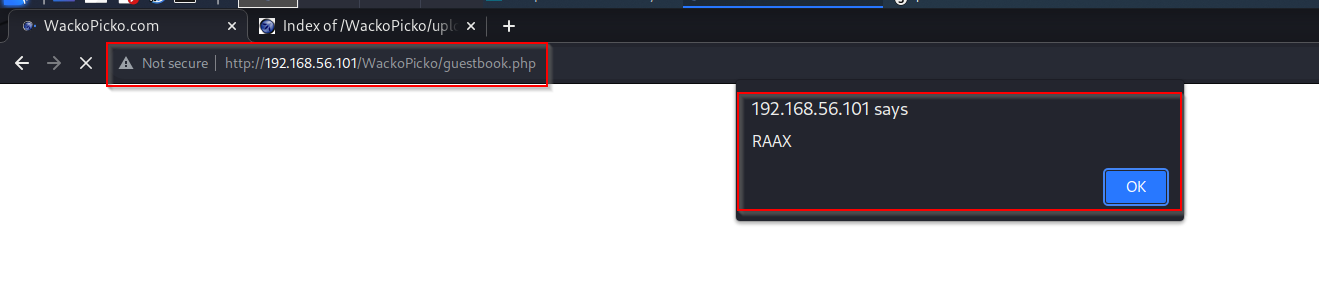 WackoPicko.com
Index of /WackoPicko/uplo
Not secure http://192.168.56.101/WackoPicko/guestbook.php
192.168.56.101 says
RAAX
OK